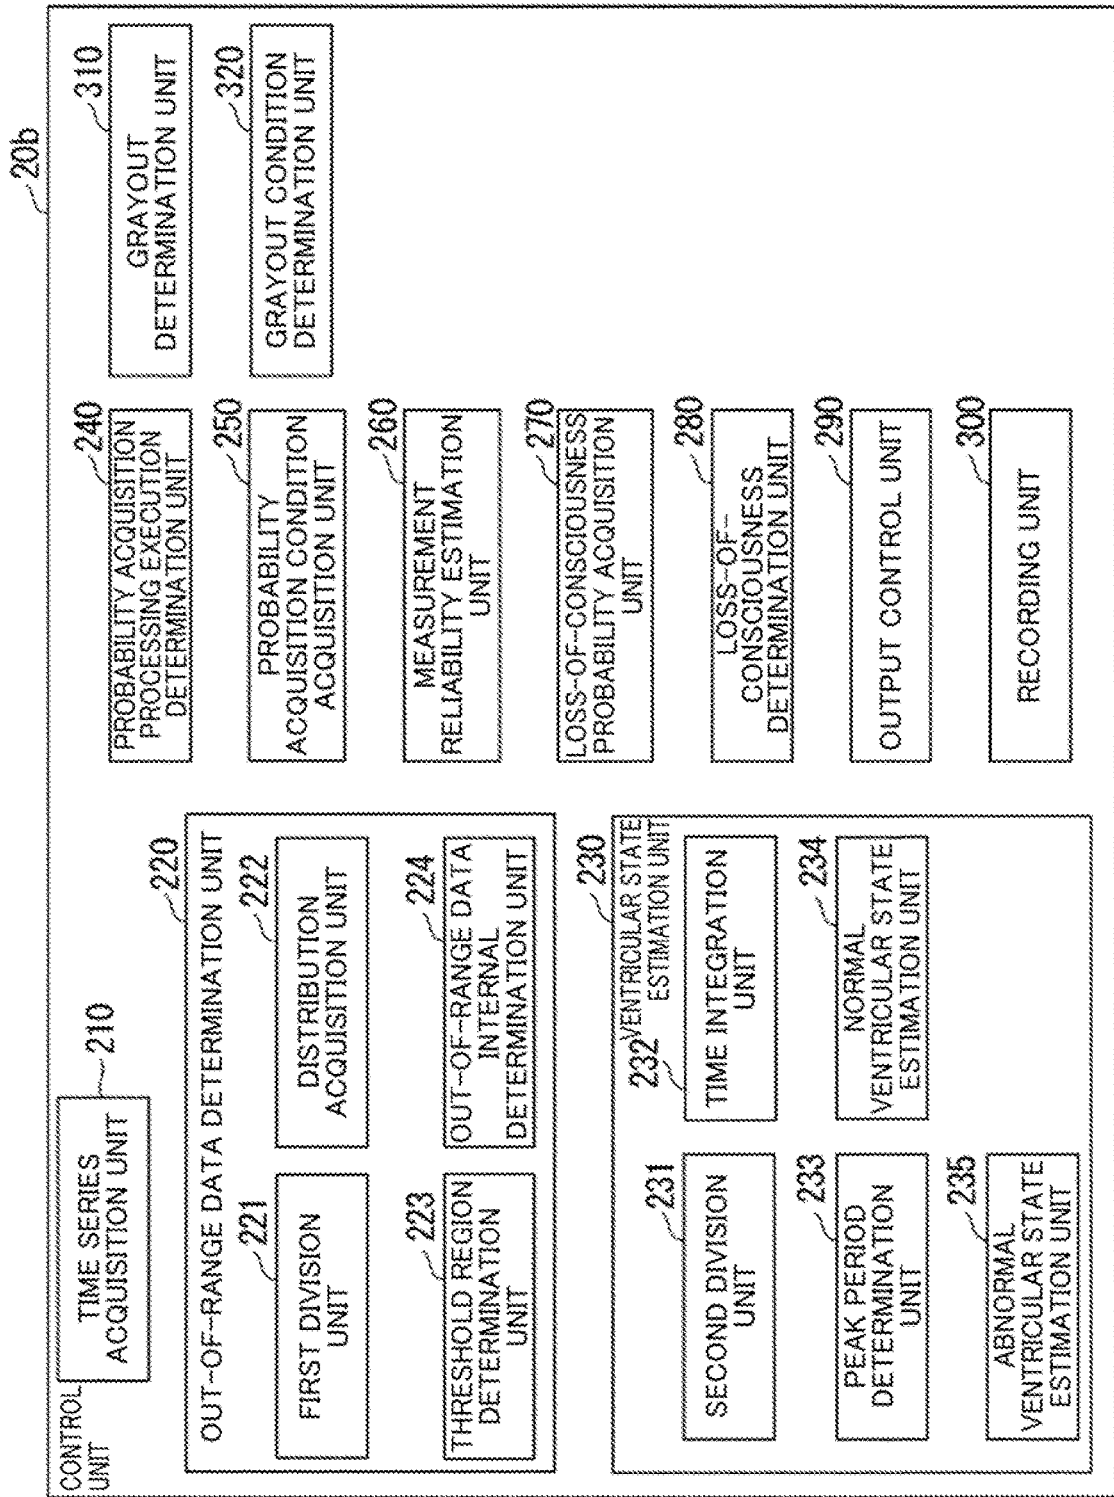 20b
CONTROL
UNIT
TIME SERIES
ACQUISITION UNIT
210
OUT-OF-RANGE DATA DETERMINATION UNIT
220
FIRST DIVISION
UNIT
221
DISTRIBUTION
ACQUISITION UNIT
222
THRESHOLD REGION
DETERMINATION
UNIT
223
OUT-OF-RANGE DATA
INTERNAL
DETERMINATION UNIT
224
VENTRICULAR STATE
ESTIMATION UNIT
230
SECOND DIVISION
UNIT
231
TIME INTEGRATION
UNIT
232
PEAK PERIOD
DETERMINATION
UNIT
233
NORMAL
VENTRICULAR STATE
ESTIMATION UNIT
234
ABNORMAL
VENTRICULAR STATE
ESTIMATION UNIT
235
PROBABILITY ACQUISITION
PROCESSING EXECUTION
DETERMINATION UNIT
240
PROBABILITY
ACQUISITION CONDITION
ACQUISITION UNIT
250
MEASUREMENT
RELIABILITY ESTIMATION
UNIT
260
LOSS-OF-CONSCIOUSNESS
PROBABILITY ACQUISITION
UNIT
270
LOSS-OF-
CONSCIOUSNESS
DETERMINATION UNIT
280
OUTPUT CONTROL UNIT
290
RECORDING UNIT
300
GRAYOUT
DETERMINATION UNIT
310
GRAYOUT CONDITION
DETERMINATION UNIT
320